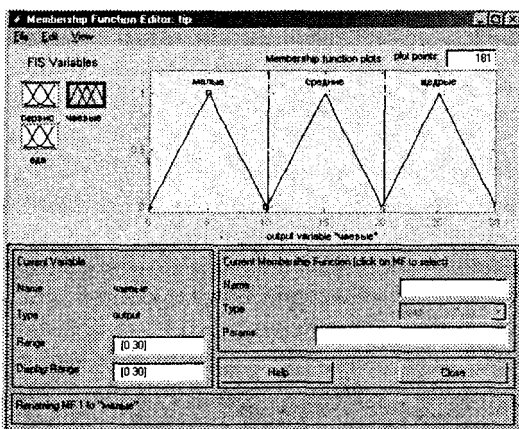 Membership Function Editor: tip
File Edit View
FIS Variables
Membership function plots plot points: 181
сервис чаевые
еда
малые средние щедрые
1
0.5
0 5 10 15 20 25 30
output variable "чаевые"
Current Variable
Name чаевые
Type output
Range [0 30]
Display Range [0 30]
Current Membership Function (click on MF to select)
Name
Type
Params
Help Close
Renaming MF 1 to "малые"